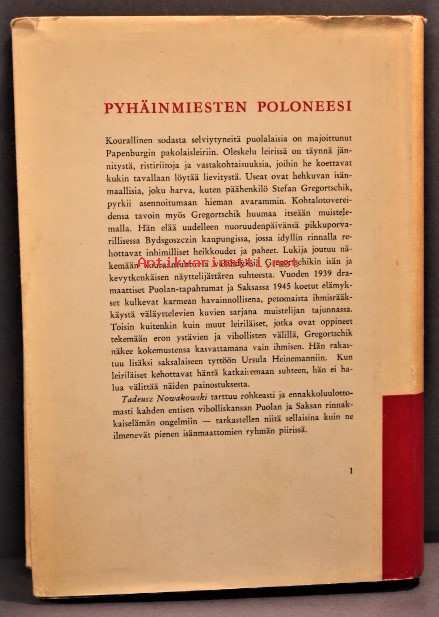 PYHÄINMIESTEN POLONEESI
Kourallinen sodasta selviytyneitä puolalaisia on majoittunut
Papenburgin pakolaisleiriin. Oleskelu leirissä on täynnä jän-
nitystä, ristiriitoja ja vastakohtaisuuksia, joihin he koettavat
kukin tavallaan löytää lievitystä. Useat ovat hehkuvan isän-
maallisia, joku harva, kuten päähenkilö Stefan Gregortschik,
pyrkii asennoitumaan hieman avarammin. Kohtalotoverei-
densa tavoin myös Gregortschik huumaa itseään muistele-
malla. Hän elää uudelleen nuoruudenpäivänsä pikkuporva-
rillisessa Bydsgoszczin kaupungissa, jossa idyllin rinnalla re-
hottavat inhimilliset heikkoudet ja paheet. Lukija joutuu nä-
kemään Gregortschikin isän ja
kevytkenkäisen näyttelijättären suhteesta. Vuoden 1939 dra-
maattiset Puolan-tapahtumat ja Saksassa 1945 koetut elämyk-
set kulkevat karmean havainnollisena, petomaista ihmisrääk-
käystä väläyttelevien kuvien sarjana muistelijan tajunnassa.
Toisin kuitenkin kuin muut leiriläiset, jotka ovat oppineet
tekemään eron ystävien ja vihollisten välillä, Gregortschik
näkee kokemustensa kasvattamana vain ihmisen. Hän rakas-
tuu lisäksi saksalaiseen tyttöön Ursula Heinemanniin. Kun
leiriläiset kehottavat häntä katkaisemaan suhteen, hän ei ha-
lua välittää näiden painostuksesta.
Tadeusz Nowakowski tarttuu rohkeasti ja ennakkoluulotto-
masti kahden entisen viholliskansan Puolan ja Saksan rinnak-
kaiselämän ongelmiin — tarkastellen niitä sellaisina kuin ne
ilmenevät pienen isänmaattomien ryhmän piirissä.
1